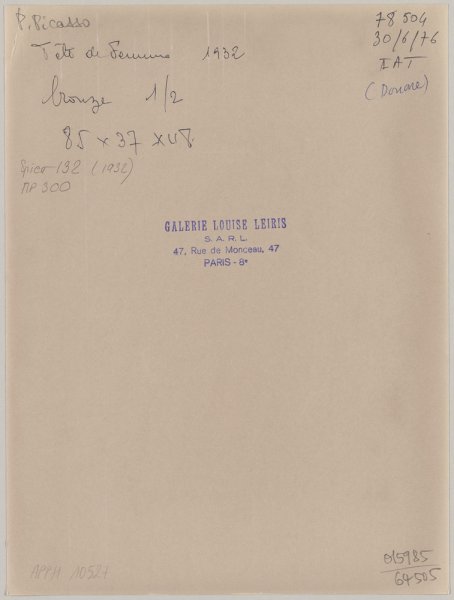 P. Picasso
Tête de Femme 1932
bronze 1/2
85 x 37 x 48
Spies 132 (1932)
MP 300
78 504
30/6/76
IAT
(Douane)
GALERIE LOUISE LEIRIS
S. A. R. L.
47, Rue de Monceau, 47
PARIS - 8e
APPH 10527
015985
64505